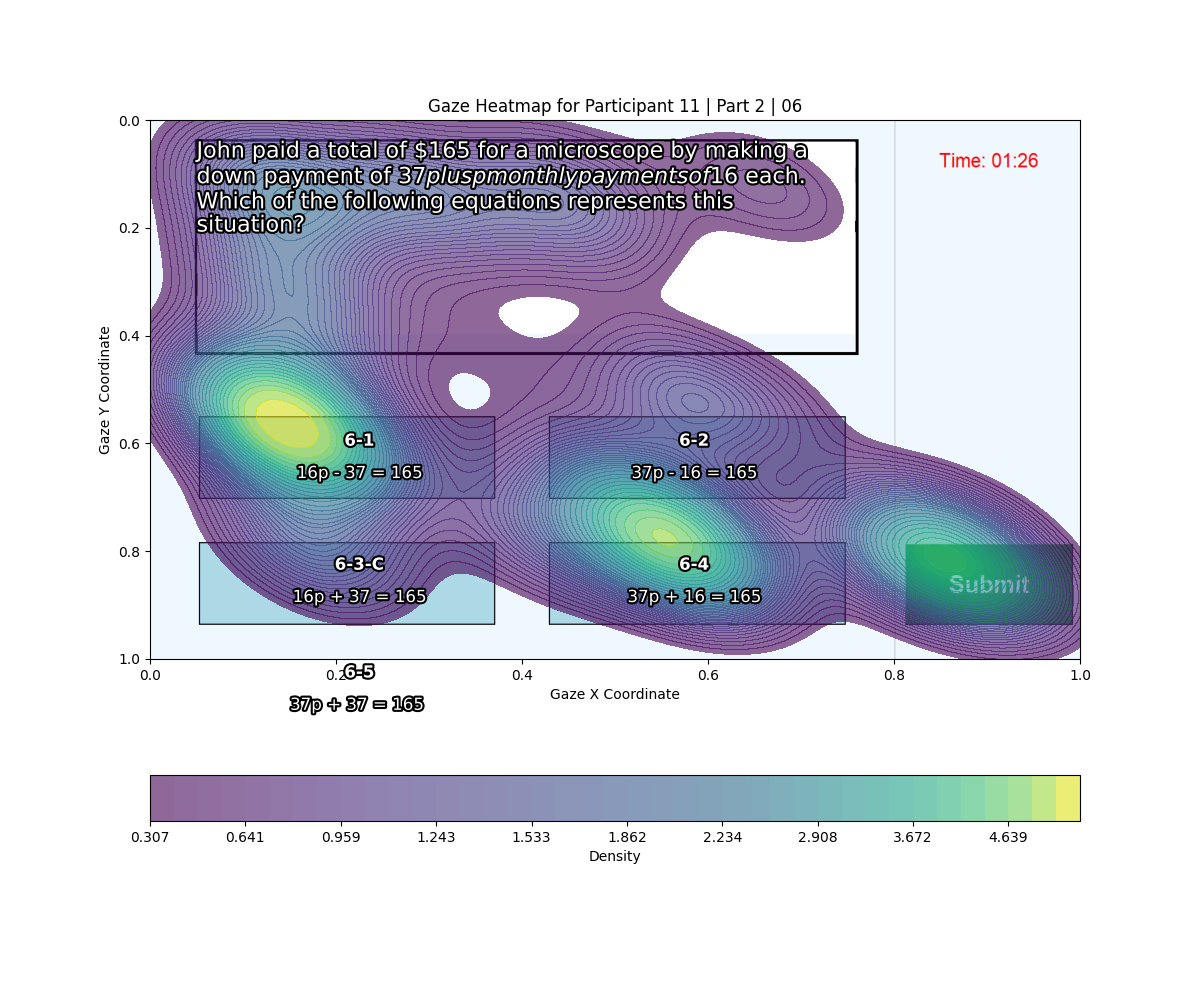 Gaze Heatmap for Participant 11 | Part 2 | 06
John paid a total of $165 for a microscope by making a
down payment of 37pluspmonthlypaymentsof16 each.
Which of the following equations represents this
situation?
Time: 01:26
0.0
0.2
0.4
0.6
0.8
1.0
Gaze Y Coordinate
6-1
16p - 37 = 165
6-2
37p - 16 = 165
6-3-C
16p + 37 = 165
6-4
37p + 16 = 165
Submit
6-5
37p + 37 = 165
0.0 0.2 0.4 0.6 0.8 1.0
Gaze X Coordinate
0.307 0.641 0.959 1.243 1.533 1.862 2.234 2.908 3.672 4.639
Density